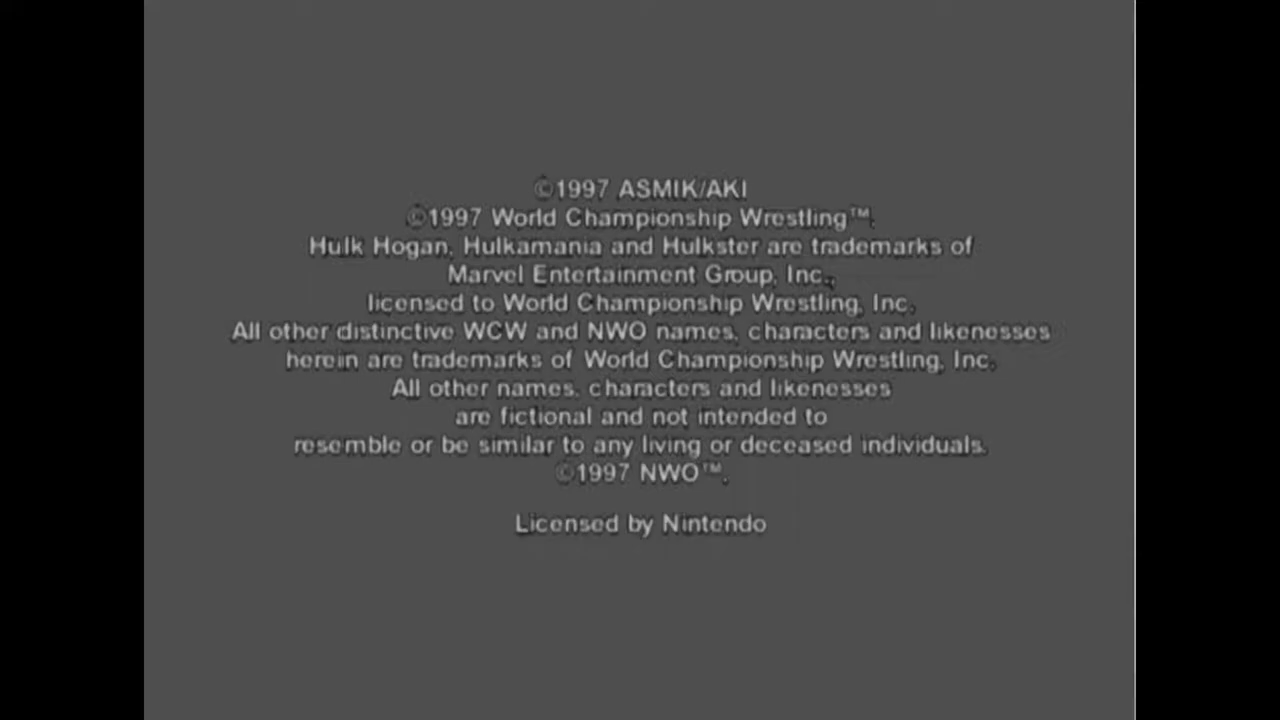 ©1997 ASMIK/AKI
©1997 World Championship Wrestling™.
Hulk Hogan, Hulkamania and Hulkster are trademarks of
Marvel Entertainment Group, Inc.,
licensed to World Championship Wrestling, Inc.
All other distinctive WCW and NWO names, characters and likenesses
herein are trademarks of World Championship Wrestling, Inc.
All other names, characters and likenesses
are fictional and not intended to
resemble or be similar to any living or deceased individuals.
©1997 NWO™.
Licensed by Nintendo